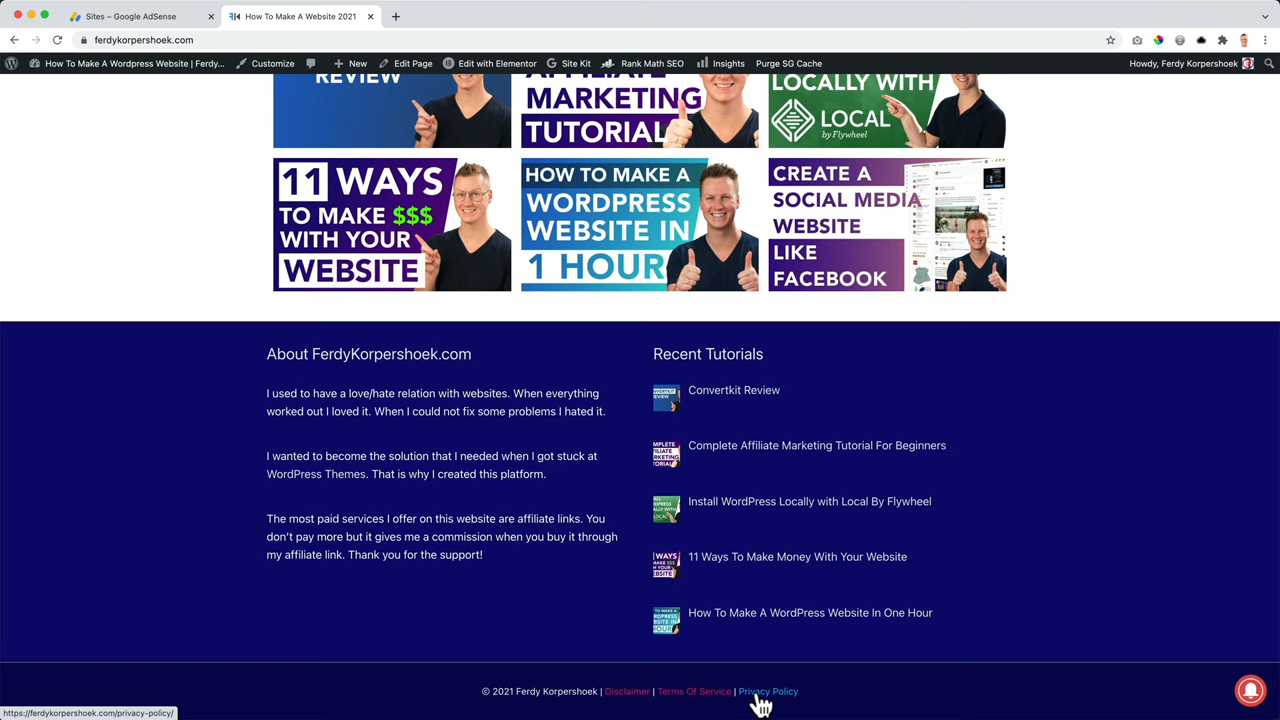 Sites – Google AdSense
How To Make A Website 2021
ferdykorpershoek.com
How To Make A Wordpress Website | Ferdy...
Customize
New
Edit Page
Edit with Elementor
Site Kit
Rank Math SEO
Insights
Purge SG Cache
Howdy, Ferdy Korpershoek
REVIEW
AFFILIATE
MARKETING
TUTORIAL
LOCALLY WITH
LOCAL
by Flywheel
11 WAYS
TO MAKE $$$
WITH YOUR
WEBSITE
HOW TO MAKE A
WORDPRESS
WEBSITE IN
1 HOUR
CREATE A
SOCIAL MEDIA
WEBSITE
LIKE
FACEBOOK
About FerdyKorpershoek.com
I used to have a love/hate relation with websites. When everything
worked out I loved it. When I could not fix some problems I hated it.
I wanted to become the solution that I needed when I got stuck at
WordPress Themes. That is why I created this platform.
The most paid services I offer on this website are affiliate links. You
don't pay more but it gives me a commission when you buy it through
my affiliate link. Thank you for the support!
Recent Tutorials
Convertkit Review
Complete Affiliate Marketing Tutorial For Beginners
Install WordPress Locally with Local By Flywheel
11 Ways To Make Money With Your Website
How To Make A WordPress Website In One Hour
© 2021 Ferdy Korpershoek | Disclaimer | Terms Of Service | Privacy Policy
https://ferdykorpershoek.com/privacy-policy/